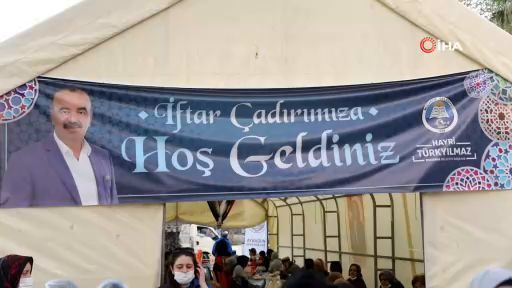 İHA
İftar Çadırımıza
Hoş Geldiniz
HAYRİ
TÜRKYILMAZ